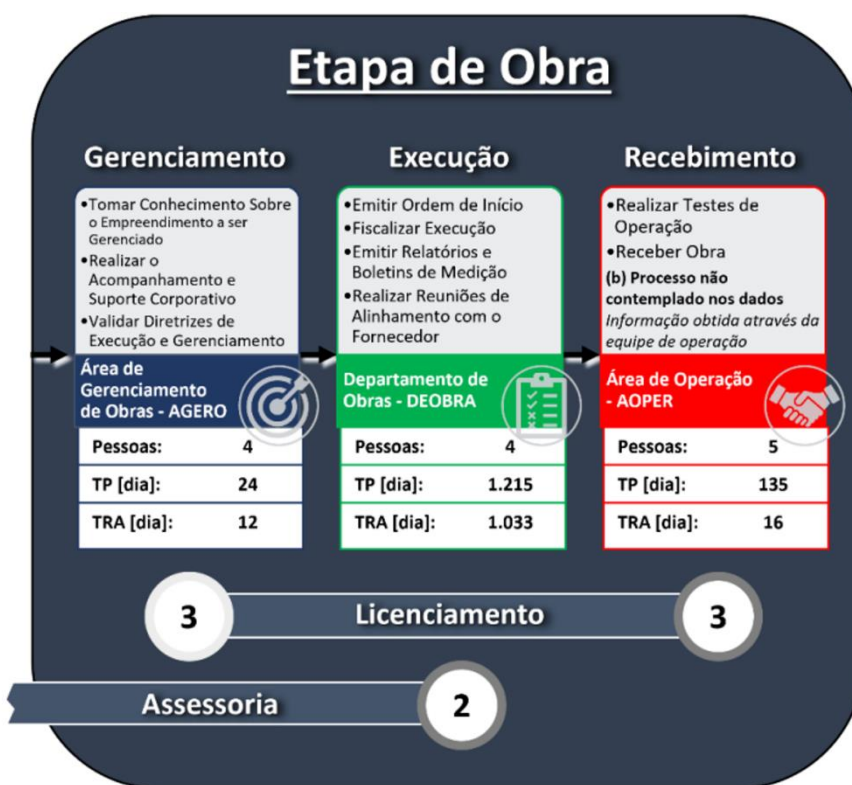 Etapa de Obra
Gerenciamento
•Tomar Conhecimento Sobre
o Empreendimento a ser
Gerenciado
•Realizar o
Acompanhamento e
Suporte Corporativo
•Validar Diretrizes de
Execução e Gerenciamento
Área de
Gerenciamento
de Obras - AGERO
Pessoas: 4
TP [dia]: 24
TRA [dia]: 12
Execução
•Emitir Ordem de Início
•Fiscalizar Execução
•Emitir Relatórios e
Boletins de Medição
•Realizar Reuniões de
Alinhamento com o
Fornecedor
Departamento de
Obras - DEOBRA
Pessoas: 4
TP [dia]: 1.215
TRA [dia]: 1.033
Recebimento
•Realizar Testes de
Operação
•Receber Obra
(b) Processo não
contemplado nos dados
Informação obtida através da
equipe de operação
Área de Operação
- AOPER
Pessoas: 5
TP [dia]: 135
TRA [dia]: 16
3 Licenciamento 3
Assessoria 2